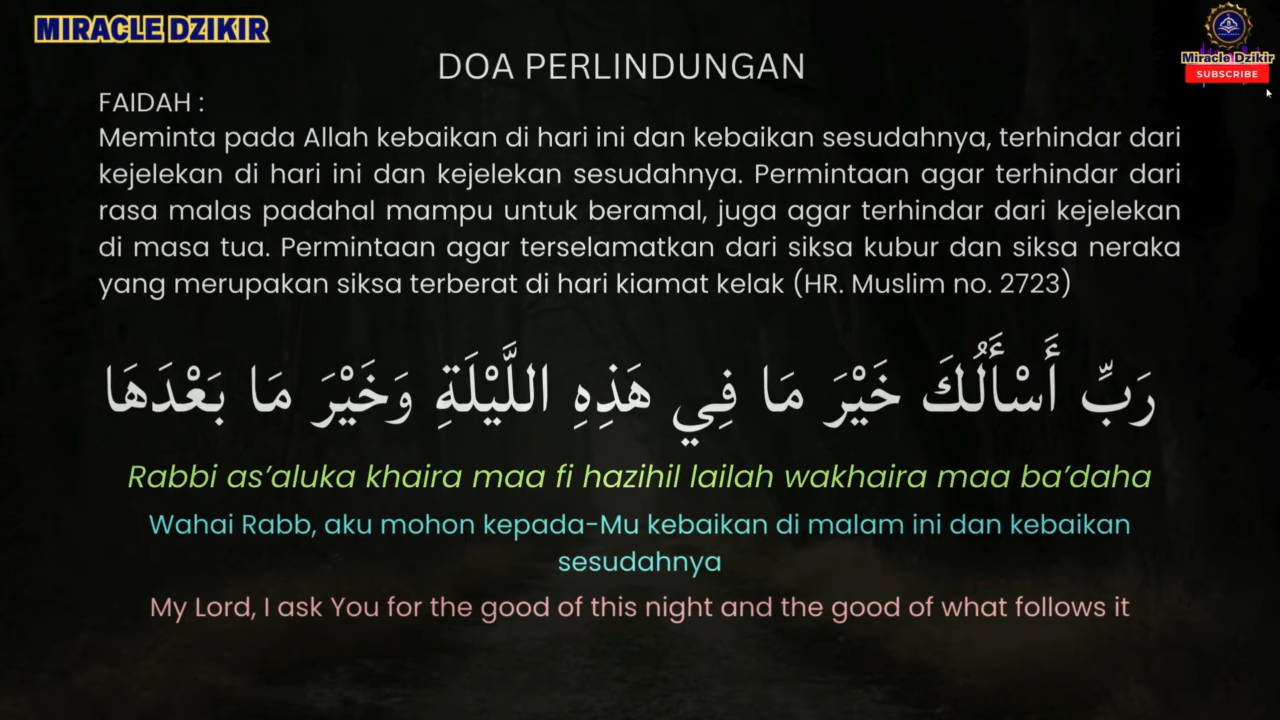 MIRACLE DZIKIR
Miracle Dzikir
SUBSCRIBE
DOA PERLINDUNGAN
FAIDAH :
Meminta pada Allah kebaikan di hari ini dan kebaikan sesudahnya, terhindar dari
kejelekan di hari ini dan kejelekan sesudahnya. Permintaan agar terhindar dari
rasa malas padahal mampu untuk beramal, juga agar terhindar dari kejelekan
di masa tua. Permintaan agar terselamatkan dari siksa kubur dan siksa neraka
yang merupakan siksa terberat di hari kiamat kelak (HR. Muslim no. 2723)
رَبِّ أَسْأَلُكَ خَيْرَ مَا فِي هَذِهِ اللَّيْلَةِ وَخَيْرَ مَا بَعْدَهَا
Rabbi as’aluka khaira maa fi hazihil lailah wakhaira maa ba’daha
Wahai Rabb, aku mohon kepada-Mu kebaikan di malam ini dan kebaikan
sesudahnya
My Lord, I ask You for the good of this night and the good of what follows it